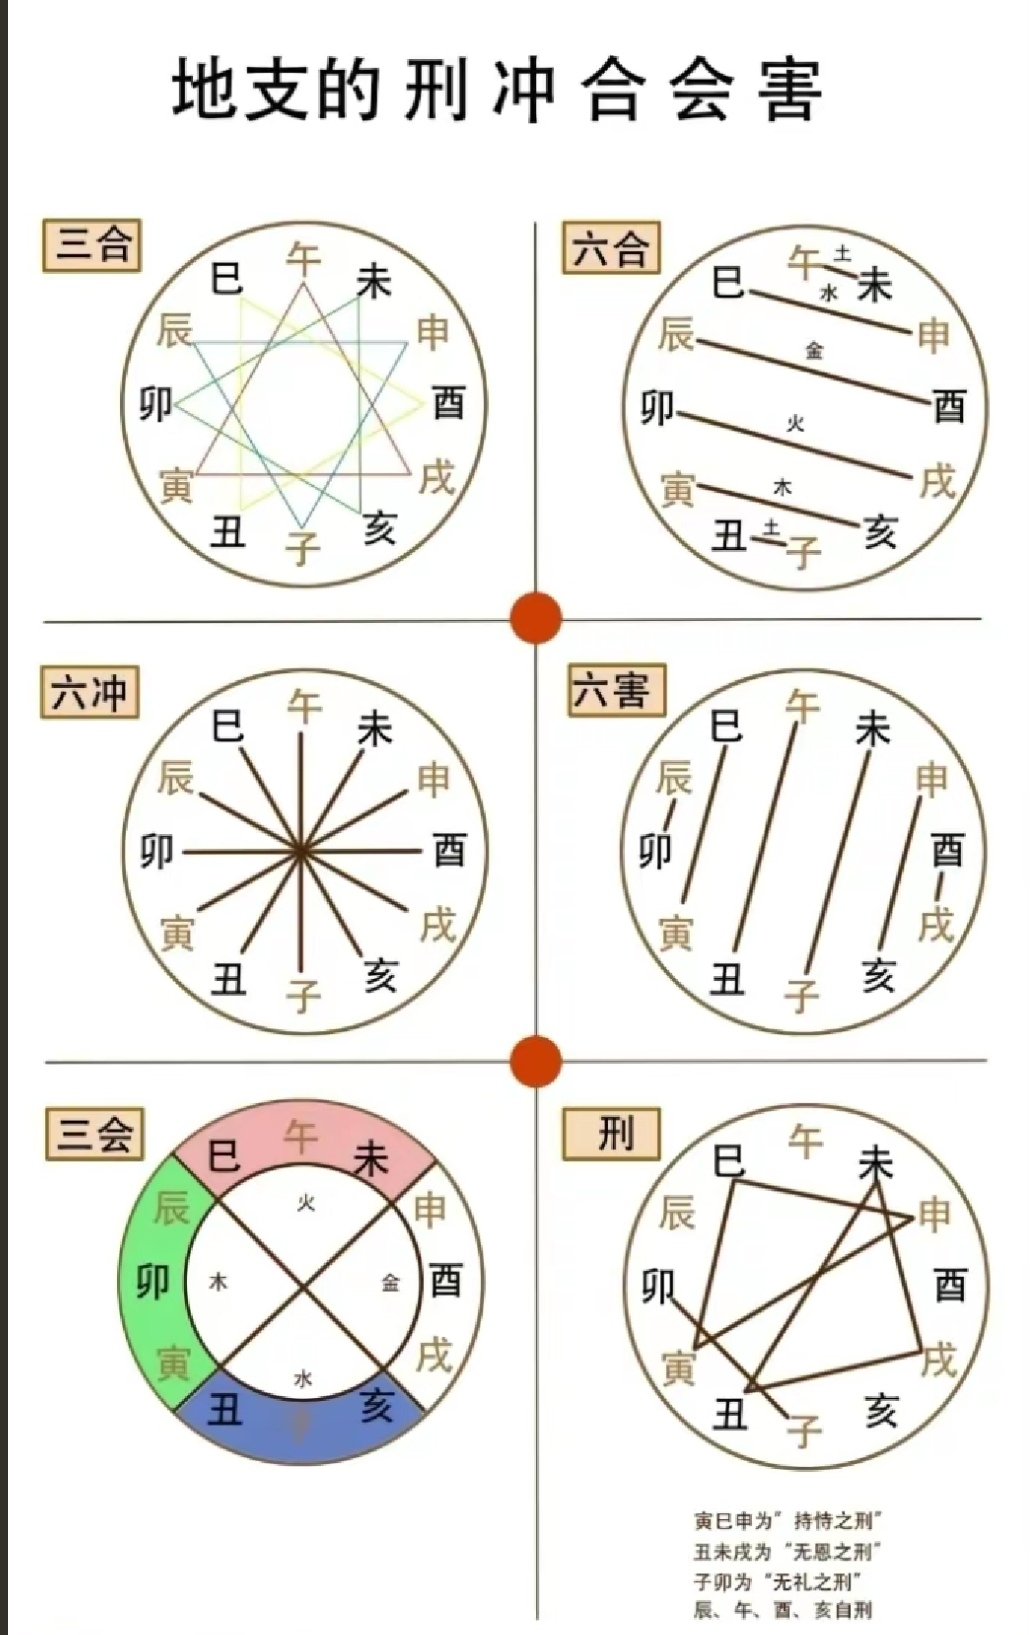 地支的刑冲合会害
三合
午
巳 未
辰 申
卯 酉
寅 戌
丑 亥
子
六合
午 土 未
巳 水
辰 申
金
卯 酉
火
寅 木 戌
丑 土 子 亥
六冲
午
巳 未
辰 申
卯 酉
寅 戌
丑 亥
子
六害
午
巳 未
辰 申
卯 酉
寅 戌
丑 亥
子
三会
午
巳 未
火
辰 申
卯 木 金 酉
寅 戌
水
丑 子 亥
刑
午
巳 未
辰 申
卯 酉
寅 戌
丑 亥
子
寅巳申为"持恃之刑"
丑未戌为"无恩之刑"
子卯为"无礼之刑"
辰、午、酉、亥自刑